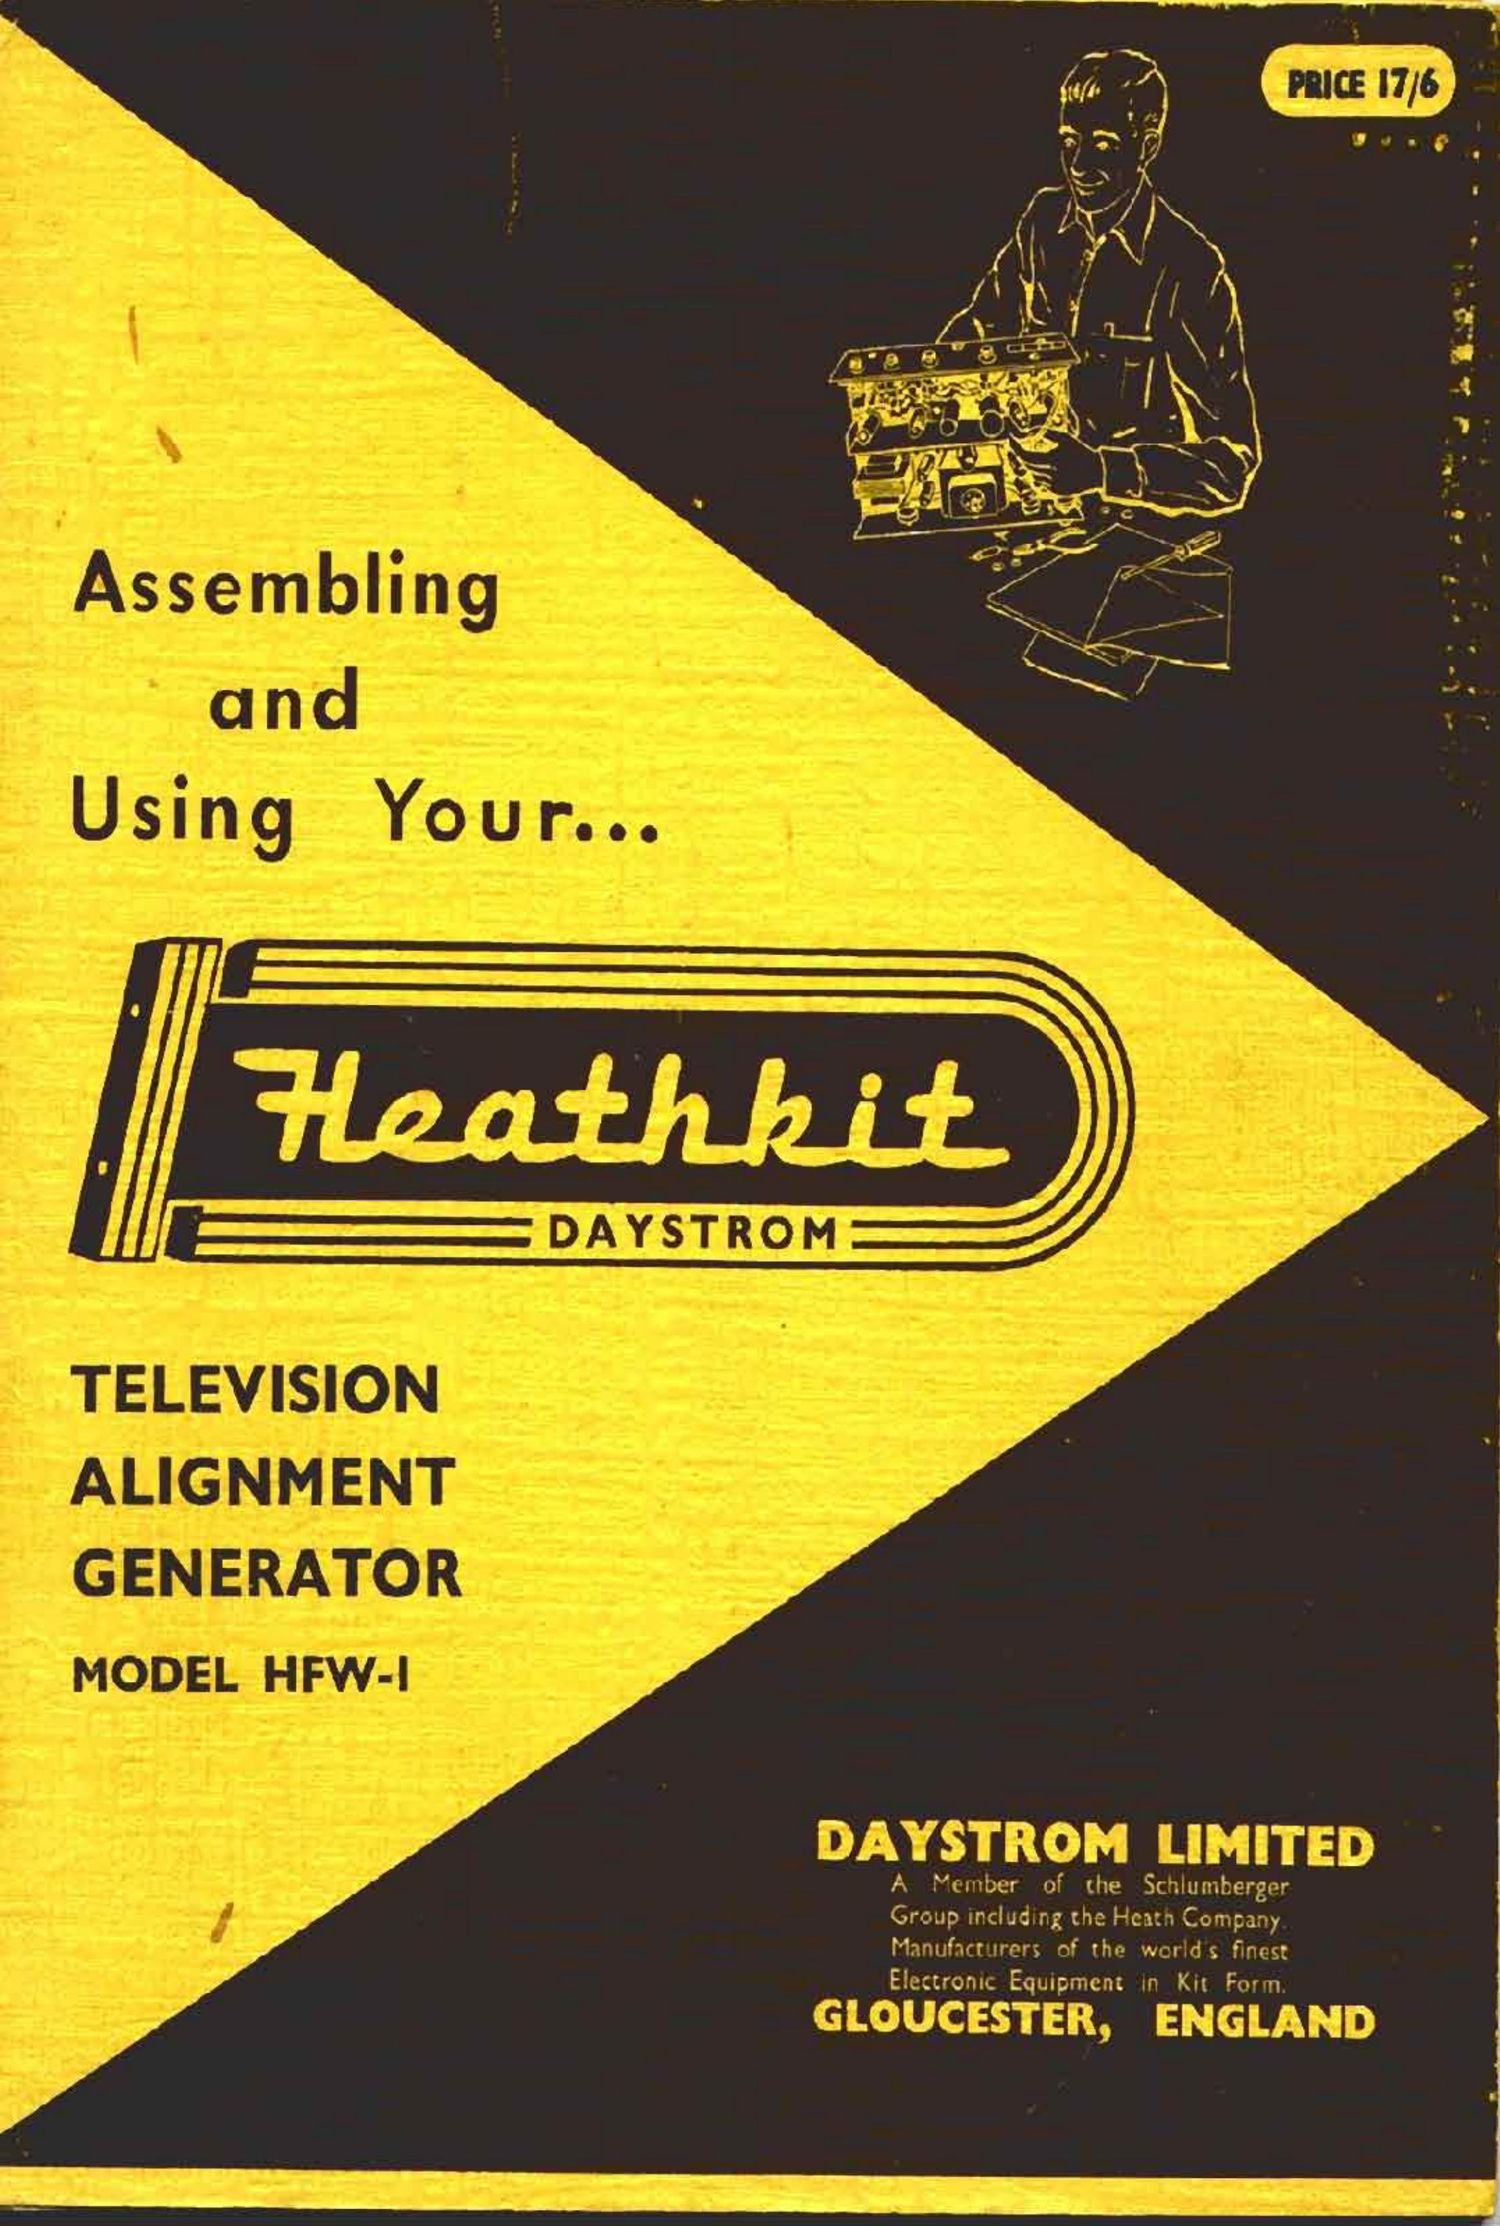 PRICE 17/6
Assembling
and
Using Your...
Heathkit
DAYSTROM
TELEVISION
ALIGNMENT
GENERATOR
MODEL HFW-1
DAYSTROM LIMITED
A Member of the Schlumberger
Group including the Heath Company.
Manufacturers of the world's finest
Electronic Equipment in Kit Form.
GLOUCESTER, ENGLAND